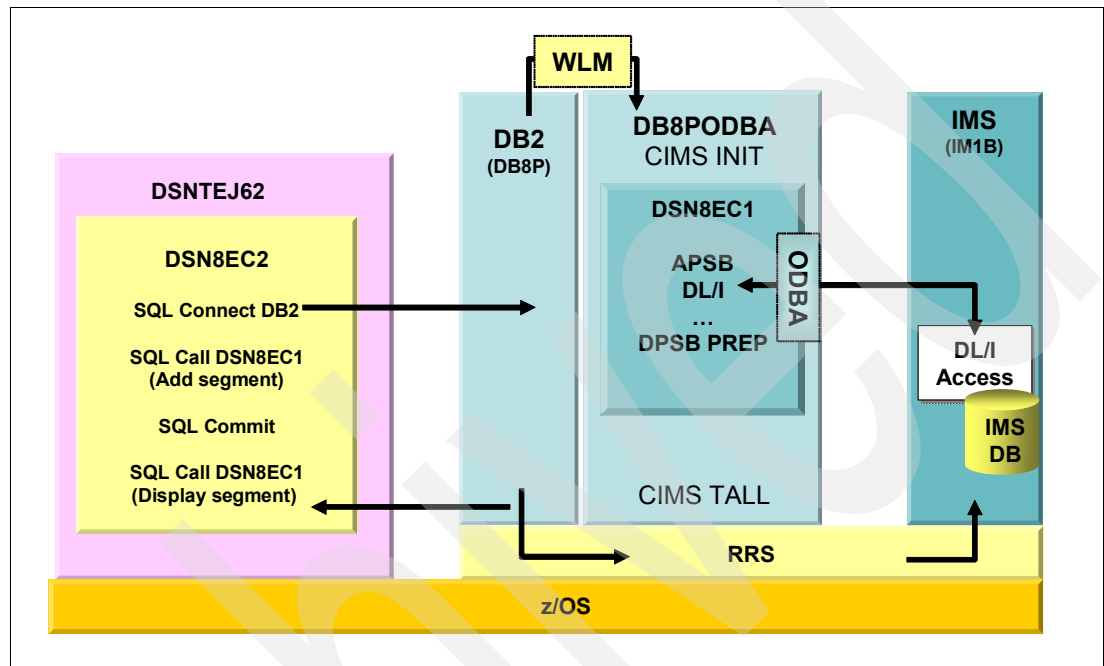 WLM
DB2
(DB8P)
DB8PODBA
CIMS INIT
IMS
(IM1B)
DSNTEJ62
DSN8EC2
SQL Connect DB2
SQL Call DSN8EC1
(Add segment)
SQL Commit
SQL Call DSN8EC1
(Display segment)
DSN8EC1
APSB
DL/I
...
DPSB PREP
ODBA
DL/I
Access
IMS
DB
CIMS TALL
RRS
z/OS